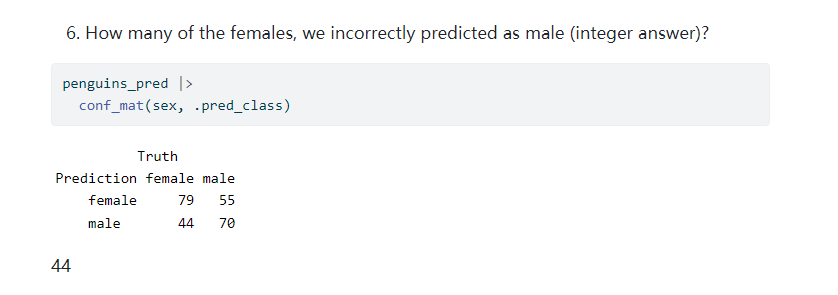 6. How many of the females, we incorrectly predicted as male (integer answer)?
penguins_pred |>
  conf_mat(sex, .pred_class)
          Truth
Prediction female male
    female     79   55
    male       44   70
44